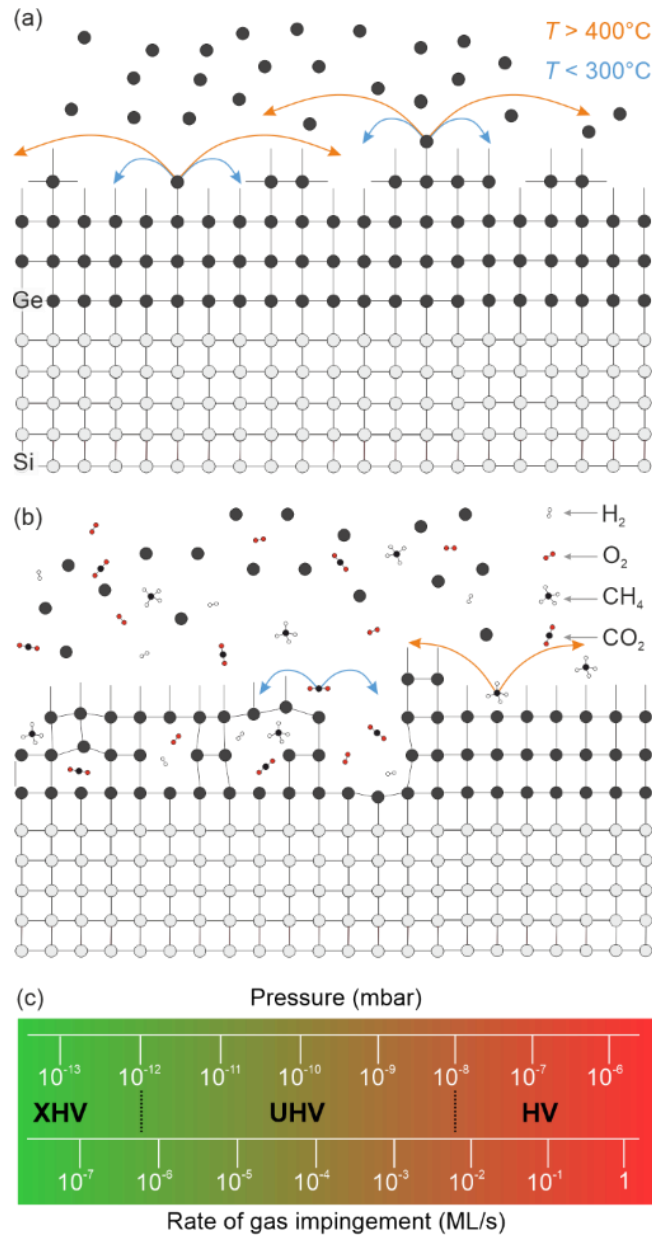 (a)
T > 400°C
T < 300°C
Ge
Si
(b)
H₂
O₂
CH₄
CO₂
(c)
Pressure (mbar)
10⁻¹³ 10⁻¹² 10⁻¹¹ 10⁻¹⁰ 10⁻⁹ 10⁻⁸ 10⁻⁷ 10⁻⁶
XHV UHV HV
10⁻⁷ 10⁻⁶ 10⁻⁵ 10⁻⁴ 10⁻³ 10⁻² 10⁻¹ 1
Rate of gas impingement (ML/s)